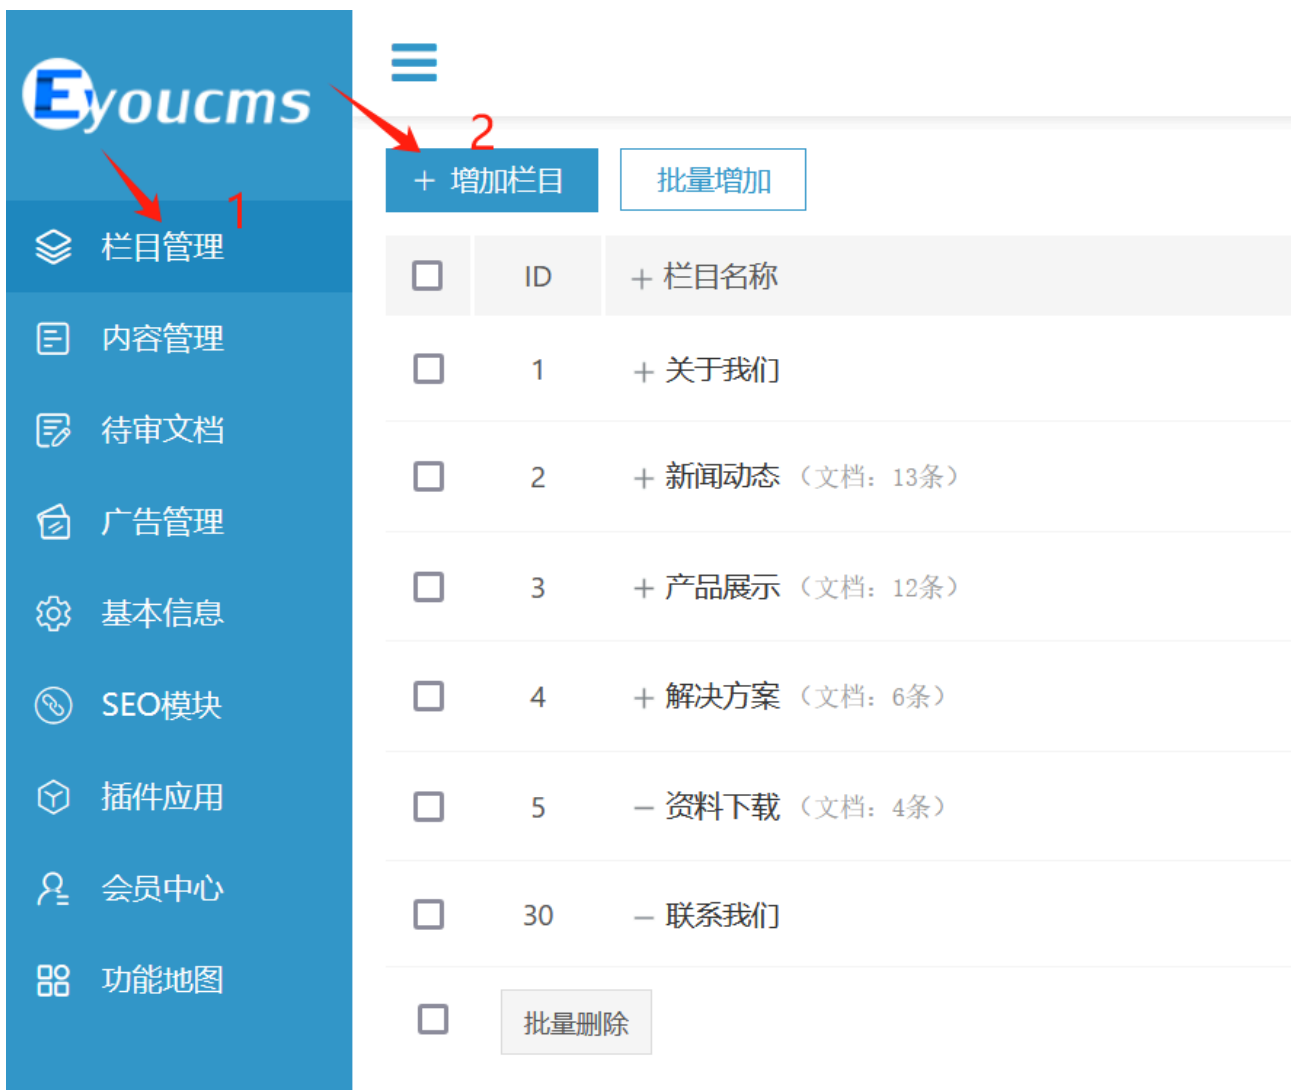 Eyoucms
1
栏目管理
内容管理
待审文档
广告管理
基本信息
SEO模块
插件应用
会员中心
功能地图
2
+ 增加栏目 批量增加
ID + 栏目名称
1 + 关于我们
2 + 新闻动态 （文档：13条）
3 + 产品展示 （文档：12条）
4 + 解决方案 （文档：6条）
5 — 资料下载 （文档：4条）
30 — 联系我们
批量删除